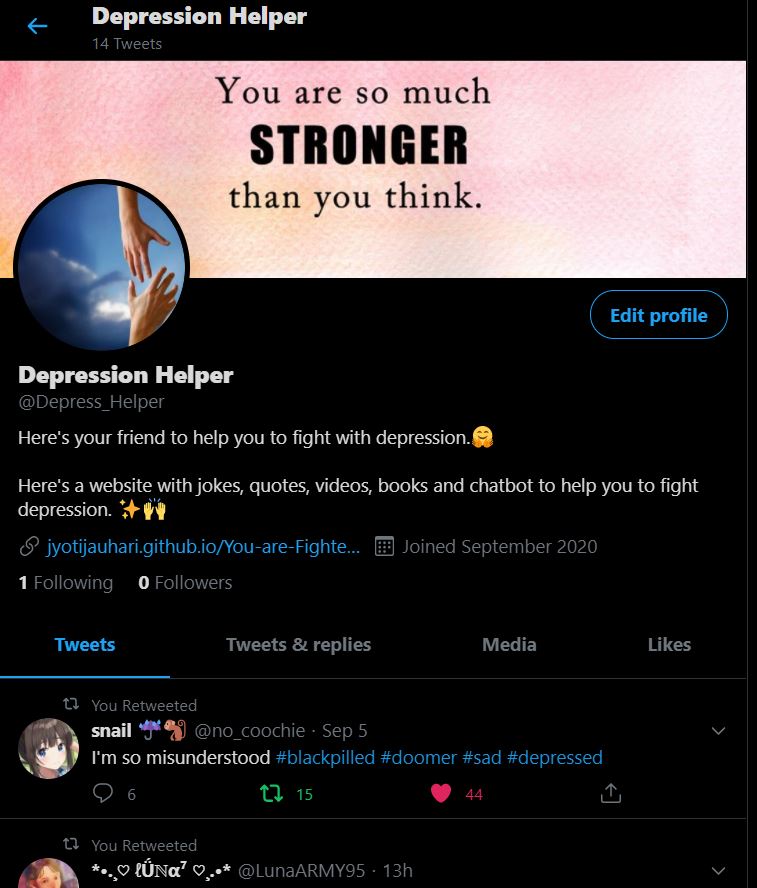 Depression Helper
14 Tweets
You are so much
STRONGER
than you think.
Edit profile
Depression Helper
@Depress_Helper
Here's your friend to help you to fight with depression.🤗
Here's a website with jokes, quotes, videos, books and chatbot to help you to fight
depression. ✨🙌
jyotijauhari.github.io/You-are-Fighte... Joined September 2020
1 Following 0 Followers
Tweets Tweets & replies Media Likes
You Retweeted
snail ☔🐒 @no_coochie · Sep 5
I'm so misunderstood #blackpilled #doomer #sad #depressed
6 15 44
You Retweeted
*•.¸♡ ℓǗℕα⁷ ♡¸.•* @LunaARMY95 · 13h